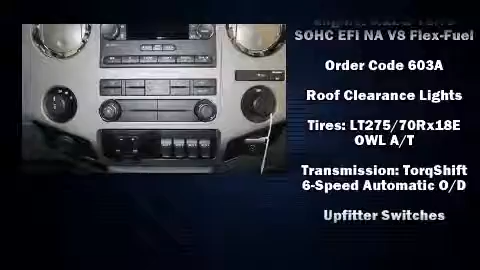 SOHC EFI NA V8 Flex-Fuel
Order Code 603A
Roof Clearance Lights
Tires: LT275/70Rx18E
OWL A/T
Transmission: TorqShift
6-Speed Automatic O/D
Upfitter Switches